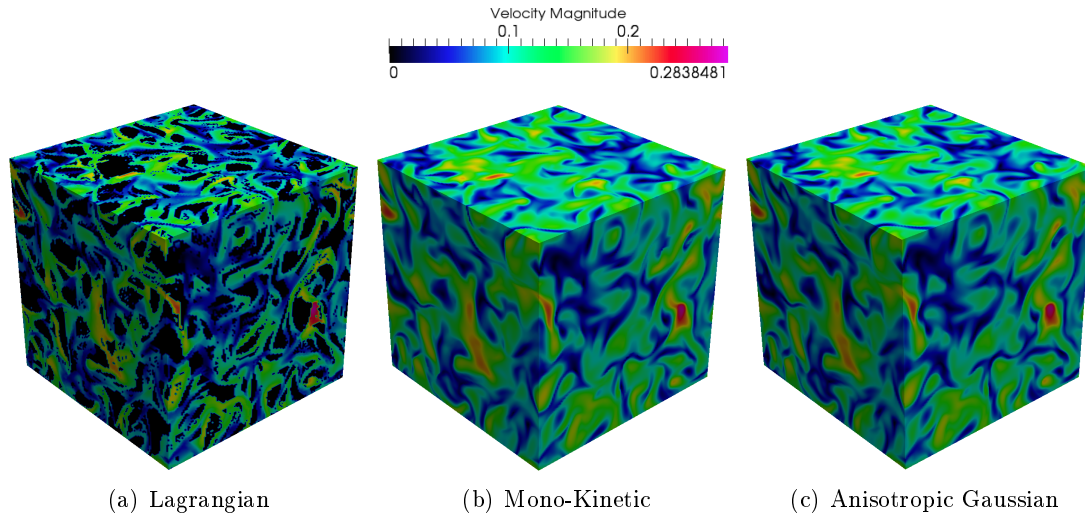 Velocity Magnitude
0.1 0.2
0 0.2838481
(a) Lagrangian (b) Mono-Kinetic (c) Anisotropic Gaussian